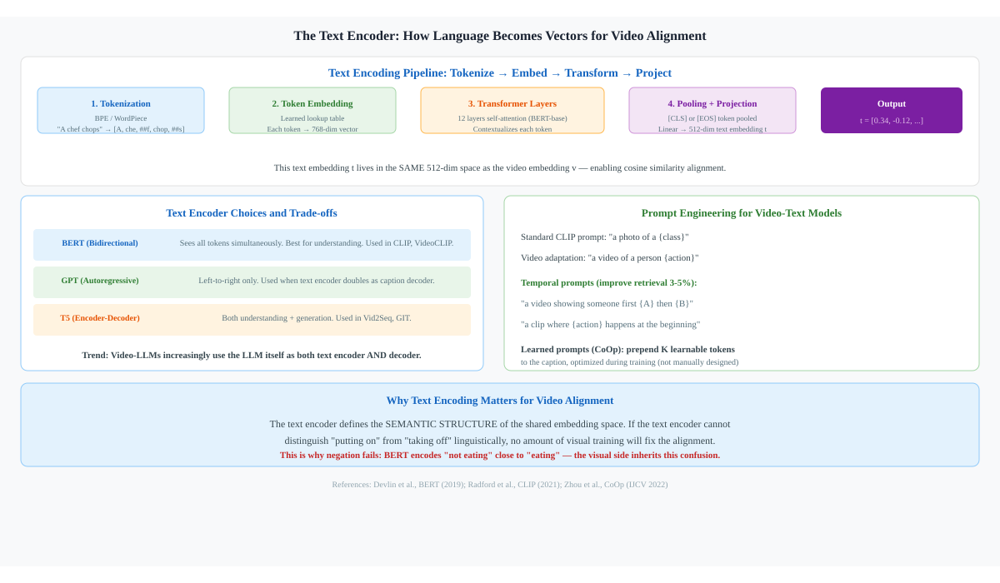 The Text Encoder: How Language Becomes Vectors for Video Alignment
Text Encoding Pipeline: Tokenize → Embed → Transform → Project
1. Tokenization
BPE / WordPiece
"A chef chops" → [A, che, ##f, chop, ##s]
2. Token Embedding
Learned lookup table
Each token → 768-dim vector
3. Transformer Layers
12 layers self-attention (BERT-base)
Contextualizes each token
4. Pooling + Projection
[CLS] or [EOS] token pooled
Linear → 512-dim text embedding t
Output
t = [0.34, -0.12, ...]
This text embedding t lives in the SAME 512-dim space as the video embedding v — enabling cosine similarity alignment.
Text Encoder Choices and Trade-offs
BERT (Bidirectional)
Sees all tokens simultaneously. Best for understanding. Used in CLIP, VideoCLIP.
GPT (Autoregressive)
Left-to-right only. Used when text encoder doubles as caption decoder.
T5 (Encoder-Decoder)
Both understanding + generation. Used in Vid2Seq, GIT.
Trend: Video-LLMs increasingly use the LLM itself as both text encoder AND decoder.
Prompt Engineering for Video-Text Models
Standard CLIP prompt: "a photo of a {class}"
Video adaptation: "a video of a person {action}"
Temporal prompts (improve retrieval 3-5%):
"a video showing someone first {A} then {B}"
"a clip where {action} happens at the beginning"
Learned prompts (CoOp): prepend K learnable tokens
to the caption, optimized during training (not manually designed)
Why Text Encoding Matters for Video Alignment
The text encoder defines the SEMANTIC STRUCTURE of the shared embedding space. If the text encoder cannot
distinguish "putting on" from "taking off" linguistically, no amount of visual training will fix the alignment.
This is why negation fails: BERT encodes "not eating" close to "eating" — the visual side inherits this confusion.
References: Devlin et al., BERT (2019); Radford et al., CLIP (2021); Zhou et al., CoOp (IJCV 2022)